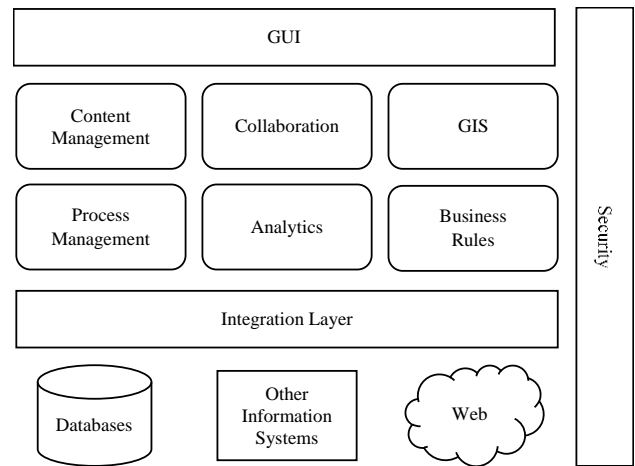 GUI
Content
Management
Collaboration
GIS
Process
Management
Analytics
Business
Rules
Integration Layer
Databases
Other
Information
Systems
Web
Security